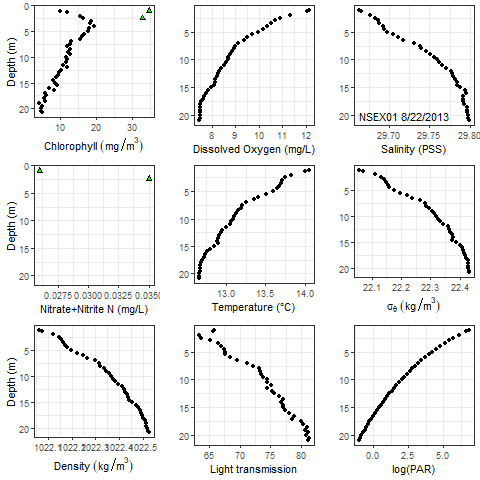 0
5
10
15
20
Depth (m)
10 20 30
Chlorophyll (mg/m³)
5
10
15
20
8 9 10 11 12
Dissolved Oxygen (mg/L)
5
10
15
20
NSEX01 8/22/2013
29.70 29.75 29.80
Salinity (PSS)
5
10
15
20
Depth (m)
0.0275 0.0300 0.0325 0.0350
Nitrate+Nitrite N (mg/L)
5
10
15
20
13.0 13.5 14.0
Temperature (°C)
5
10
15
20
22.1 22.2 22.3 22.4
σθ (kg/m³)
5
10
15
20
Depth (m)
1022.1 1022.2 1022.3 1022.4 1022.5
Density (kg/m³)
5
10
15
20
65 70 75 80
Light transmission
5
10
15
20
0.0 2.5 5.0
log(PAR)